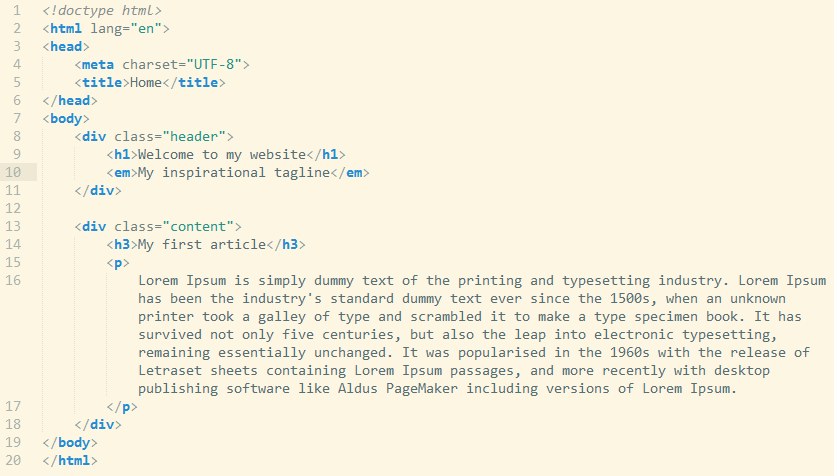 1 <!doctype html>
2 <html lang="en">
3 <head>
4     <meta charset="UTF-8">
5     <title>Home</title>
6 </head>
7 <body>
8     <div class="header">
9         <h1>Welcome to my website</h1>
10         <em>My inspirational tagline</em>
11     </div>
12
13     <div class="content">
14         <h3>My first article</h3>
15         <p>
16             Lorem Ipsum is simply dummy text of the printing and typesetting industry. Lorem Ipsum
            has been the industry's standard dummy text ever since the 1500s, when an unknown
            printer took a galley of type and scrambled it to make a type specimen book. It has
            survived not only five centuries, but also the leap into electronic typesetting,
            remaining essentially unchanged. It was popularised in the 1960s with the release of
            Letraset sheets containing Lorem Ipsum passages, and more recently with desktop
            publishing software like Aldus PageMaker including versions of Lorem Ipsum.
17         </p>
18     </div>
19 </body>
20 </html>